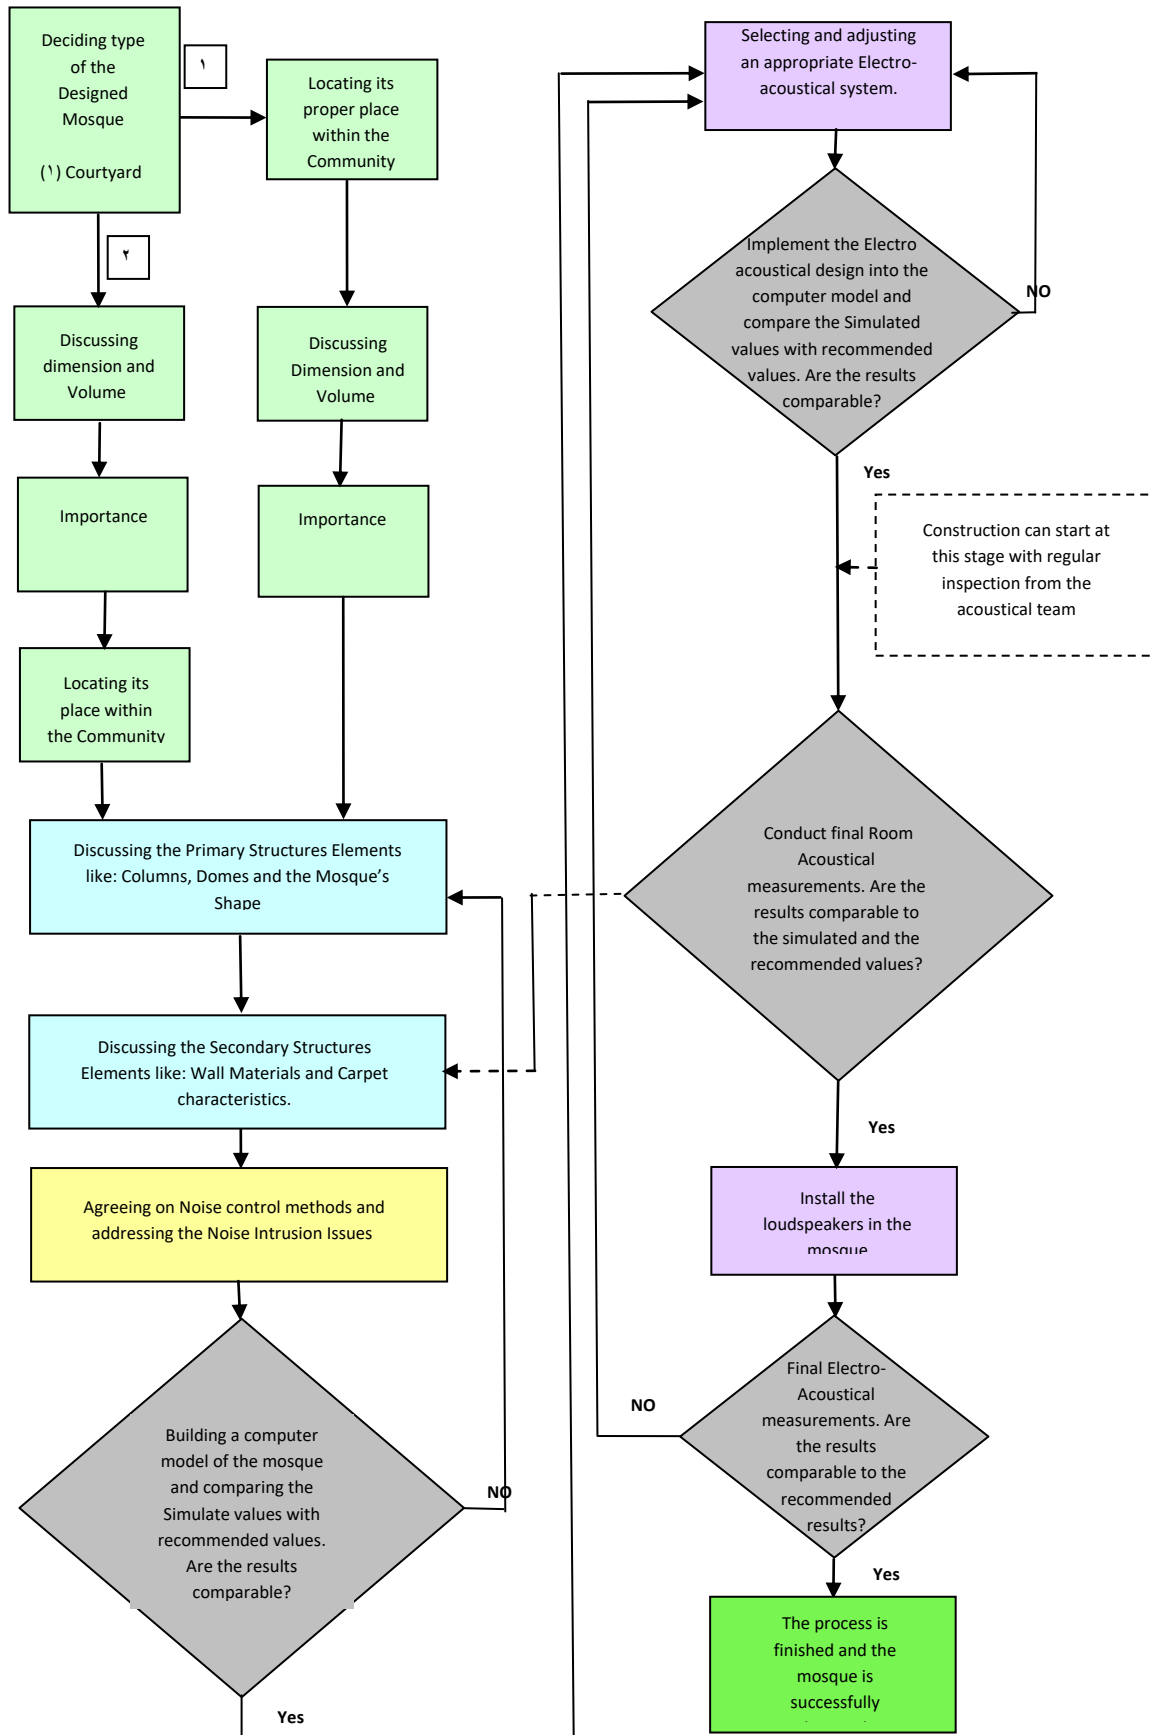 Deciding type
of the
Designed
Mosque
(١) Courtyard
١
Locating its
proper place
within the
Community
٢
Discussing
dimension and
Volume
Discussing
Dimension and
Volume
Importance
Importance
Locating its
place within
the Community
Discussing the Primary Structures Elements
like: Columns, Domes and the Mosque’s
Shape
Discussing the Secondary Structures
Elements like: Wall Materials and Carpet
characteristics.
Agreeing on Noise control methods and
addressing the Noise Intrusion Issues
Building a computer
model of the mosque
and comparing the
Simulate values with
recommended values.
Are the results
comparable?
NO
Yes
Selecting and adjusting
an appropriate Electro-
acoustical system.
Implement the Electro
acoustical design into the
computer model and
compare the Simulated
values with recommended
values. Are the results
comparable?
NO
Yes
Construction can start at
this stage with regular
inspection from the
acoustical team
Conduct final Room
Acoustical
measurements. Are the
results comparable to
the simulated and the
recommended values?
Yes
Install the
loudspeakers in the
mosque
Final Electro-
Acoustical
measurements. Are
the results
comparable to the
recommended
results?
NO
Yes
The process is
finished and the
mosque is
successfully